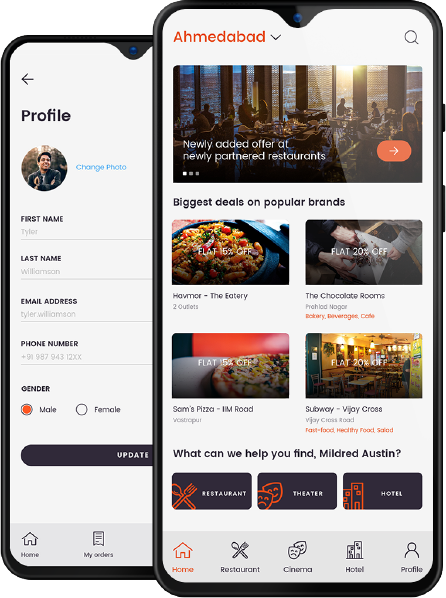 Profile
Change Photo
FIRST NAME
Tyler
LAST NAME
Williamson
EMAIL ADDRESS
tyler.williamson
PHONE NUMBER
+91 987 943 12XX
GENDER
Male
Female
UPDATE
Home
My orders
Ahmedabad
Newly added offer at
newly partnered restaurants
Biggest deals on popular brands
FLAT 15% OFF
FLAT 20% OFF
Havmor - The Eatery
The Chocolate Rooms
2 Outlets
Prahlad Nagar
Bakery, Beverages, Cafe
FLAT 15% OFF
FLAT 20% OFF
Sam's Pizza - IIM Road
Subway - Vijay Cross
Vastrapur
Vijay Cross Road
Fast-food, Healthy Food, Salad
What can we help you find, Mildred Austin?
RESTAURANT
THEATER
HOTEL
Home
Restaurant
Cinema
Hotel
Profile